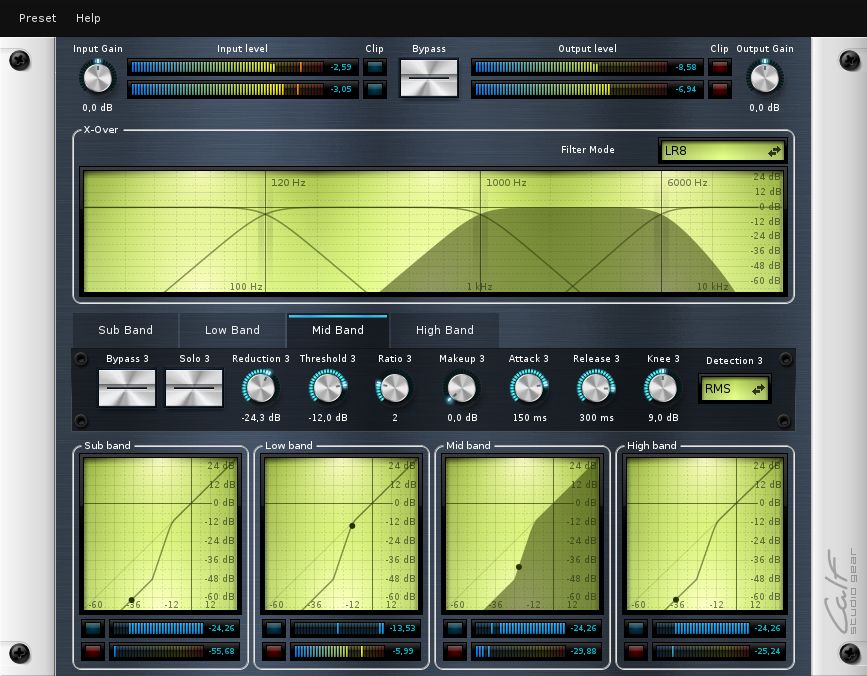 Preset Help
Input Gain Input level Clip Bypass Output level Clip Output Gain
-2,59 -8,58
-3,05 -6,94
0,0 dB 0,0 dB
X-Over
Filter Mode LR8
120 Hz 1000 Hz 6000 Hz 24 dB
12 dB
-0 dB
-12 dB
-24 dB
-36 dB
-48 dB
-60 dB
100 Hz 1 kHz 10 kHz
Sub Band Low Band Mid Band High Band
Bypass 3 Solo 3 Reduction 3 Threshold 3 Ratio 3 Makeup 3 Attack 3 Release 3 Knee 3 Detection 3
RMS
-24,3 dB -12,0 dB 2 0,0 dB 150 ms 300 ms 9,0 dB
Sub band Low band Mid band High band
24 dB 24 dB 24 dB 24 dB
12 dB 12 dB 12 dB 12 dB
-0 dB -0 dB -0 dB -0 dB
-12 dB -12 dB -12 dB -12 dB
-24 dB -24 dB -24 dB -24 dB
-36 dB -36 dB -36 dB -36 dB
-48 dB -48 dB -48 dB -48 dB
-60 dB -60 dB -60 dB -60 dB
-60 -36 -12 12 -60 -36 -12 12 -60 -36 -12 12 -60 -36 -12 12
-24,26 -13,53 -24,26 -24,26
-55,68 -5,99 -29,88 -25,24
Calf
studio gear